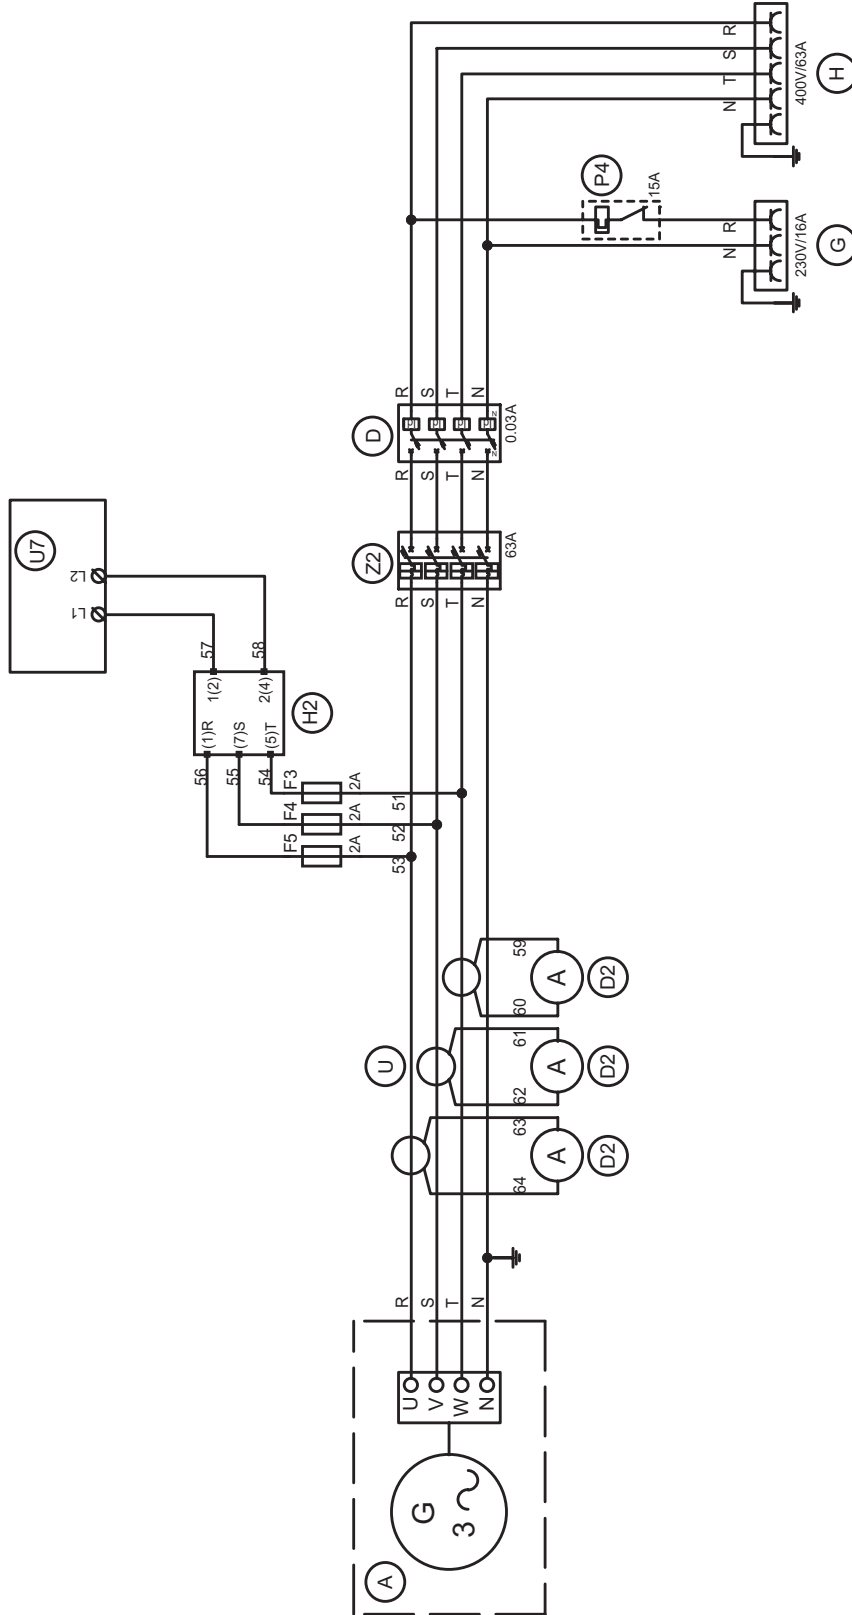 R
S
T
N
400V/63A
H
P4
15A
R
N
230V/16A
G
R
S
T
N
D
N
N
0.03A
R
S
T
N
U7
L2
L1
57
58
1(2)
2(4)
H2
(1)R
(7)S
(5)T
56
55
54
Z2
63A
R
S
T
N
F3
F4
F5
2A
2A
2A
51
52
53
59
60
A
D2
U
61
62
A
D2
63
64
A
D2
R
S
T
N
U
V
W
N
G
3
A